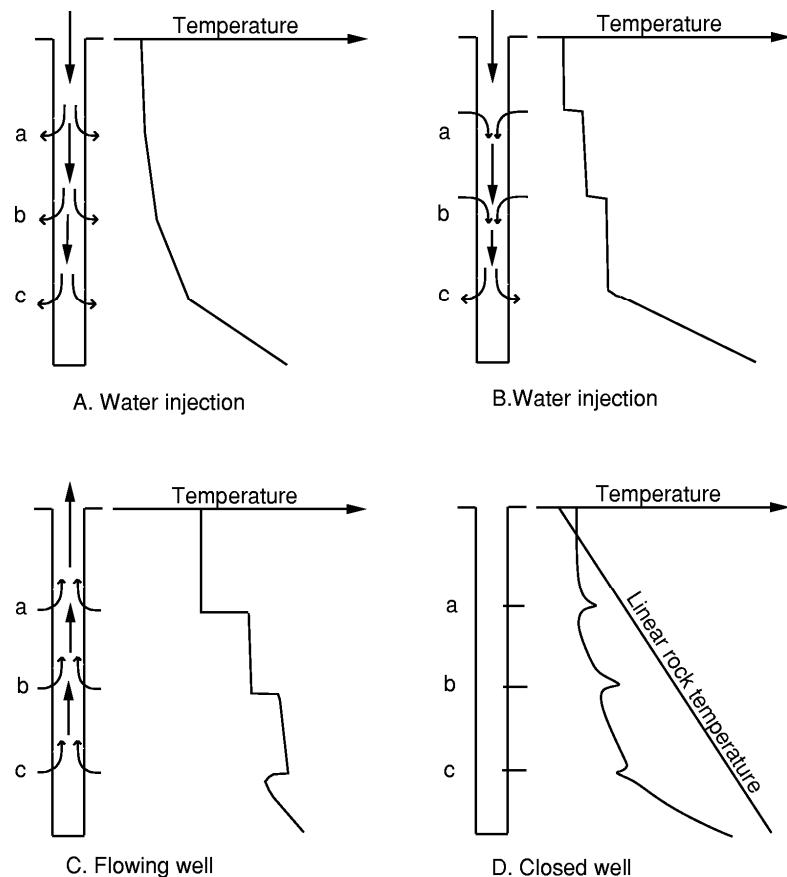 Temperature
a
b
c
A. Water injection
Temperature
a
b
c
B.Water injection
Temperature
a
b
c
C. Flowing well
Temperature
a
b
c
Linear rock temperature
D. Closed well